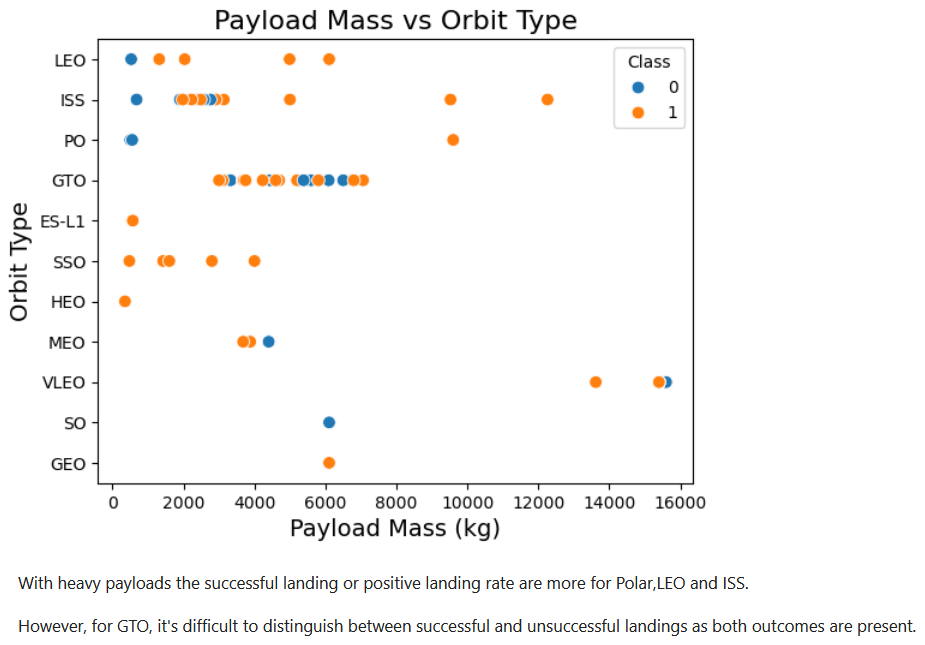 Payload Mass vs Orbit Type
Class
0
1
LEO
ISS
PO
GTO
ES-L1
SSO
HEO
MEO
VLEO
SO
GEO
Orbit Type
0 2000 4000 6000 8000 10000 12000 14000 16000
Payload Mass (kg)
With heavy payloads the successful landing or positive landing rate are more for Polar,LEO and ISS.
However, for GTO, it's difficult to distinguish between successful and unsuccessful landings as both outcomes are present.